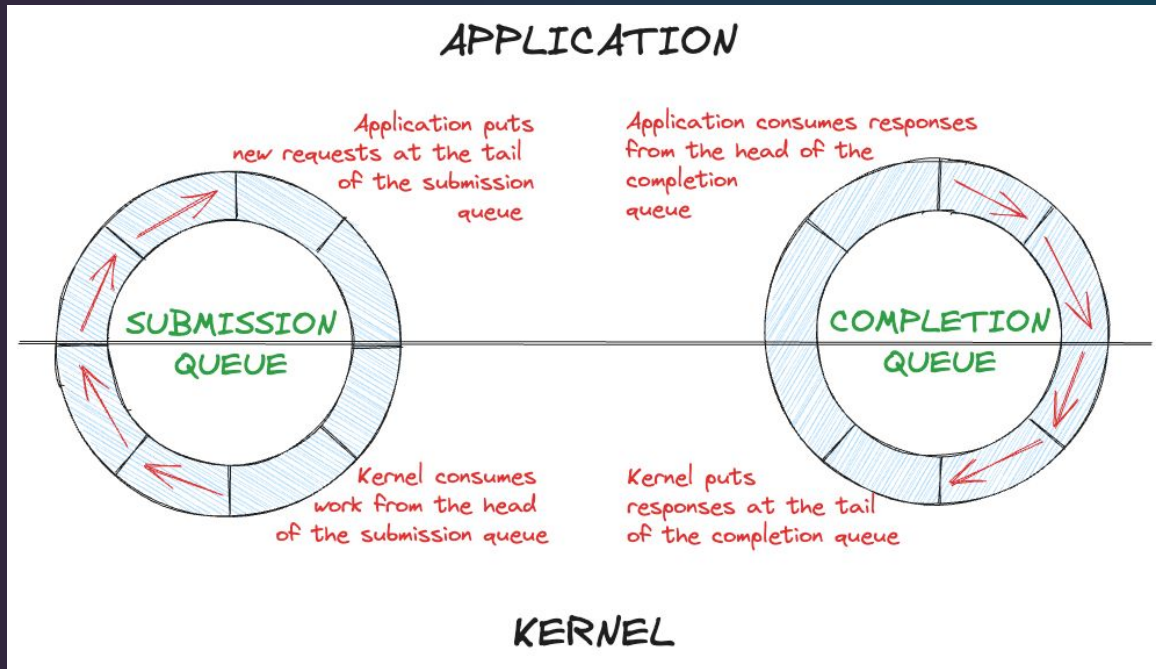 APPLICATION
Application puts
new requests at the tail
of the submission
queue
Application consumes responses
from the head of the
completion
queue
SUBMISSION
QUEUE
COMPLETION
QUEUE
Kernel consumes
work from the head
of the submission queue
Kernel puts
responses at the tail
of the completion queue
KERNEL